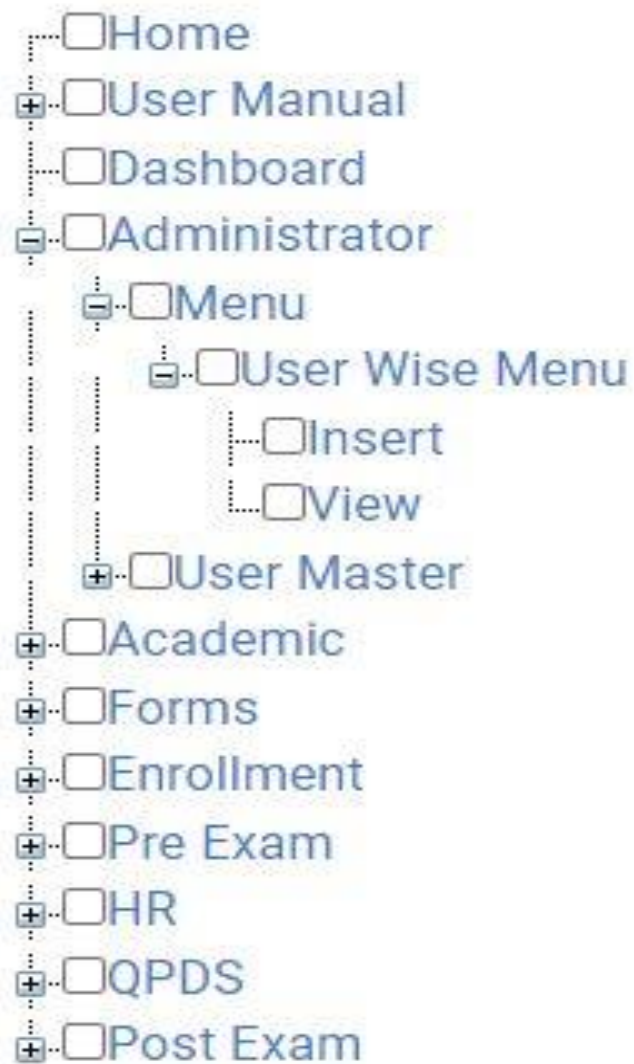 Home
User Manual
Dashboard
Administrator
Menu
User Wise Menu
Insert
View
User Master
Academic
Forms
Enrollment
Pre Exam
HR
QPDS
Post Exam